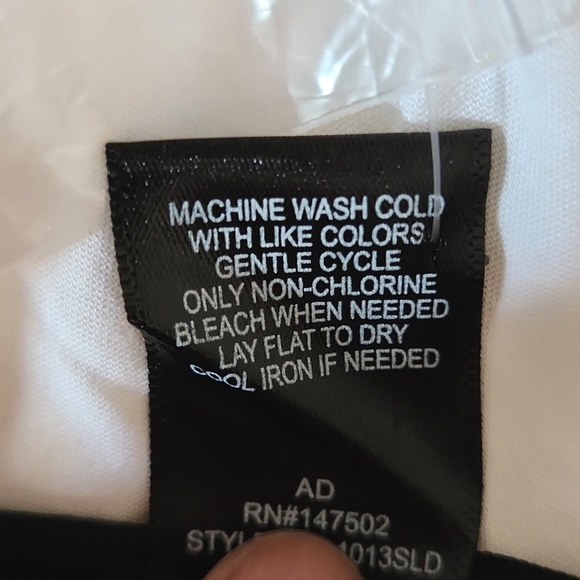 MACHINE WASH COLD
WITH LIKE COLORS
GENTLE CYCLE
ONLY NON-CHLORINE
BLEACH WHEN NEEDED
LAY FLAT TO DRY
COOL IRON IF NEEDED
AD
RN#147502
1013SLD